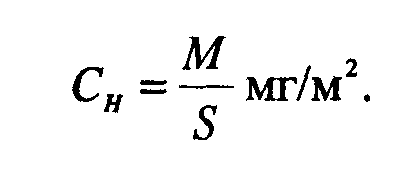 C_н = M/S мг/м².